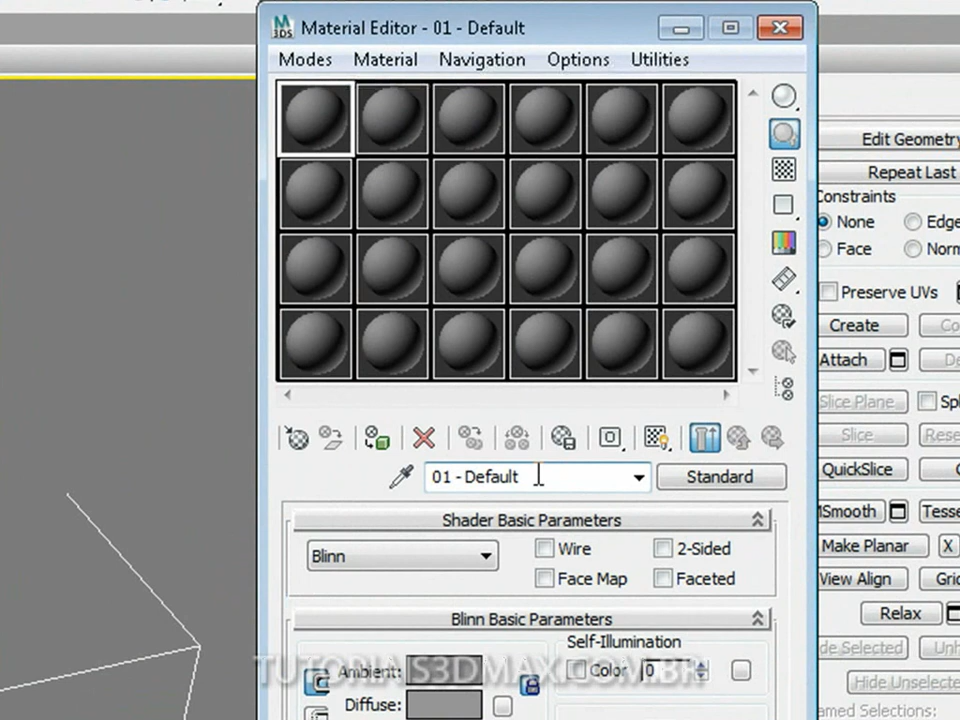 Material Editor - 01 - Default
Modes Material Navigation Options Utilities
Edit Geometry
Repeat Last
Constraints
None Edge
Face Norm
Preserve UVs
Create
Attach
Slice Plane
Slice
QuickSlice
MSmooth
Make Planar X
View Align
Relax
Hide Unselected
Named Selections:
01 - Default Standard
Shader Basic Parameters
Blinn Wire 2-Sided
Face Map Faceted
Blinn Basic Parameters
Self-Illumination
Ambient: Color 0
Diffuse:
TUTORIAIS3DMAX.COM.BR